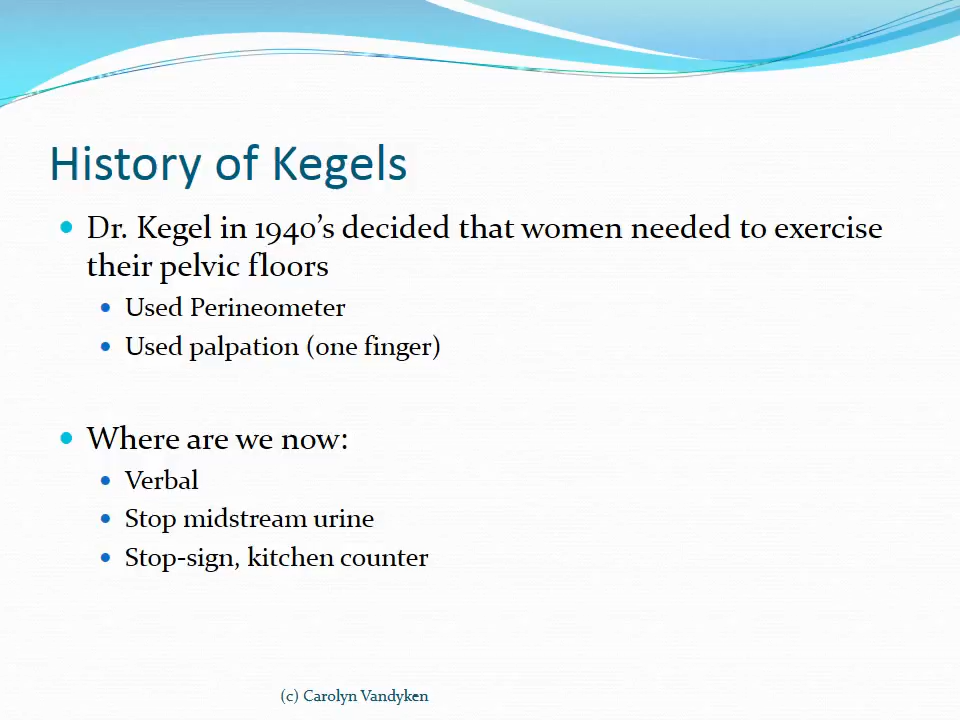 History of Kegels
Dr. Kegel in 1940's decided that women needed to exercise
their pelvic floors
Used Perineometer
Used palpation (one finger)
Where are we now:
Verbal
Stop midstream urine
Stop-sign, kitchen counter
(c) Carolyn Vandyken